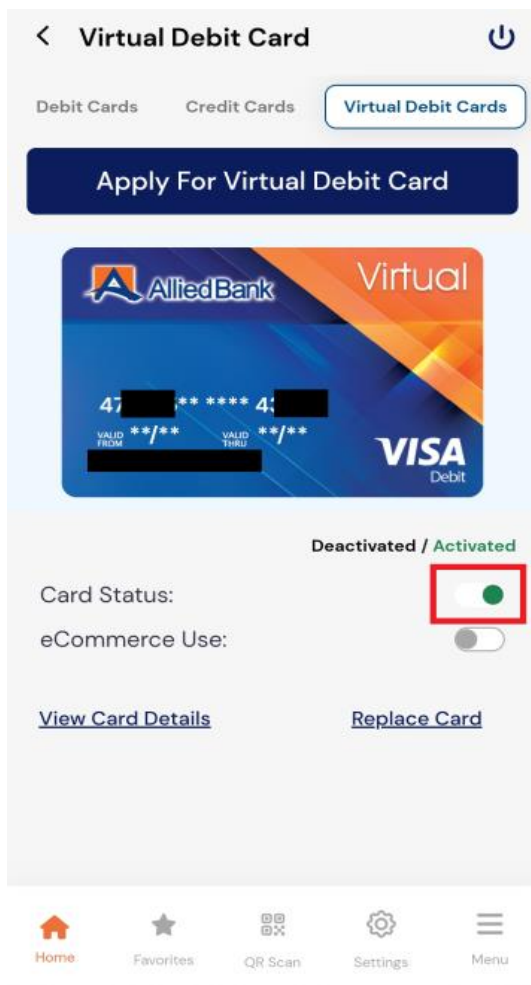 Virtual Debit Card
Debit Cards Credit Cards Virtual Debit Cards
Apply For Virtual Debit Card
AlliedBank Virtual
47 ** **** 4
VALID FROM **/** VALID THRU **/**
VISA
Debit
Deactivated / Activated
Card Status:
eCommerce Use:
View Card Details Replace Card
Home Favorites QR Scan Settings Menu